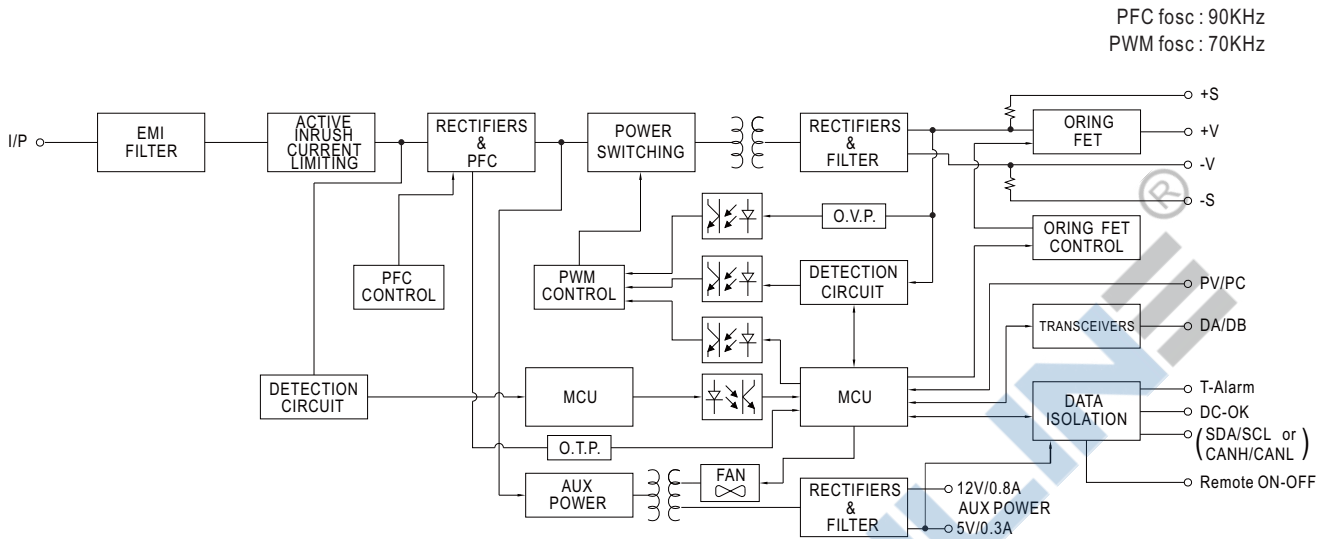 PFC fosc : 90KHz
PWM fosc : 70KHz
I/P
EMI
FILTER
ACTIVE
INRUSH
CURRENT
LIMITING
RECTIFIERS
&
PFC
POWER
SWITCHING
RECTIFIERS
&
FILTER
ORING
FET
+S
+V
-V
-S
O.V.P.
ORING FET
CONTROL
PFC
CONTROL
PWM
CONTROL
DETECTION
CIRCUIT
PV/PC
TRANSCEIVERS
DA/DB
DETECTION
CIRCUIT
MCU
MCU
DATA
ISOLATION
T-Alarm
DC-OK
(SDA/SCL or
CANH/CANL)
Remote ON-OFF
O.T.P.
AUX
POWER
FAN
RECTIFIERS
&
FILTER
12V/0.8A
AUX POWER
5V/0.3A
®